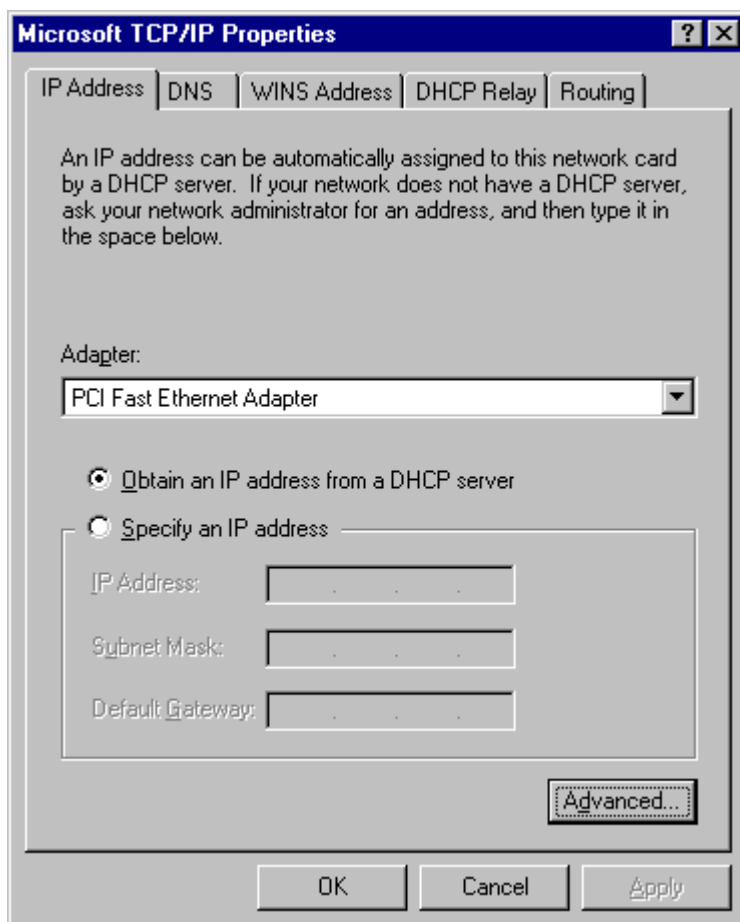 Microsoft TCP/IP Properties
IP Address DNS WINS Address DHCP Relay Routing
An IP address can be automatically assigned to this network card
by a DHCP server. If your network does not have a DHCP server,
ask your network administrator for an address, and then type it in
the space below.
Adapter:
PCI Fast Ethernet Adapter
Obtain an IP address from a DHCP server
Specify an IP address
IP Address:
Subnet Mask:
Default Gateway:
Advanced...
OK Cancel Apply